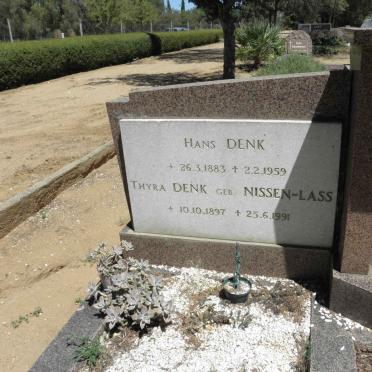 Hans DENK
* 26.3.1883 + 2.2.1959
Thyra DENK geb. NISSEN-LASS
* 10.10.1897 + 25.6.1991